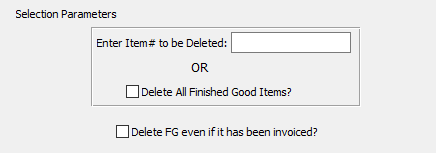 Selection Parameters
Enter Item# to be Deleted:
OR
Delete All Finished Good Items?
Delete FG even if it has been invoiced?